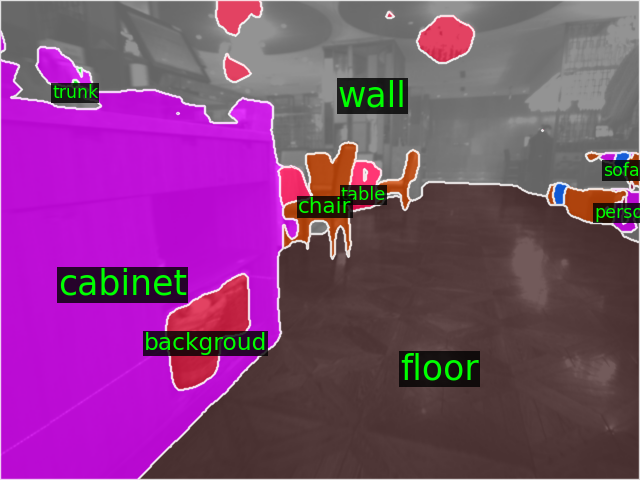 trunk
wall
sofa
table
chair
perso
cabinet
backgroud
floor